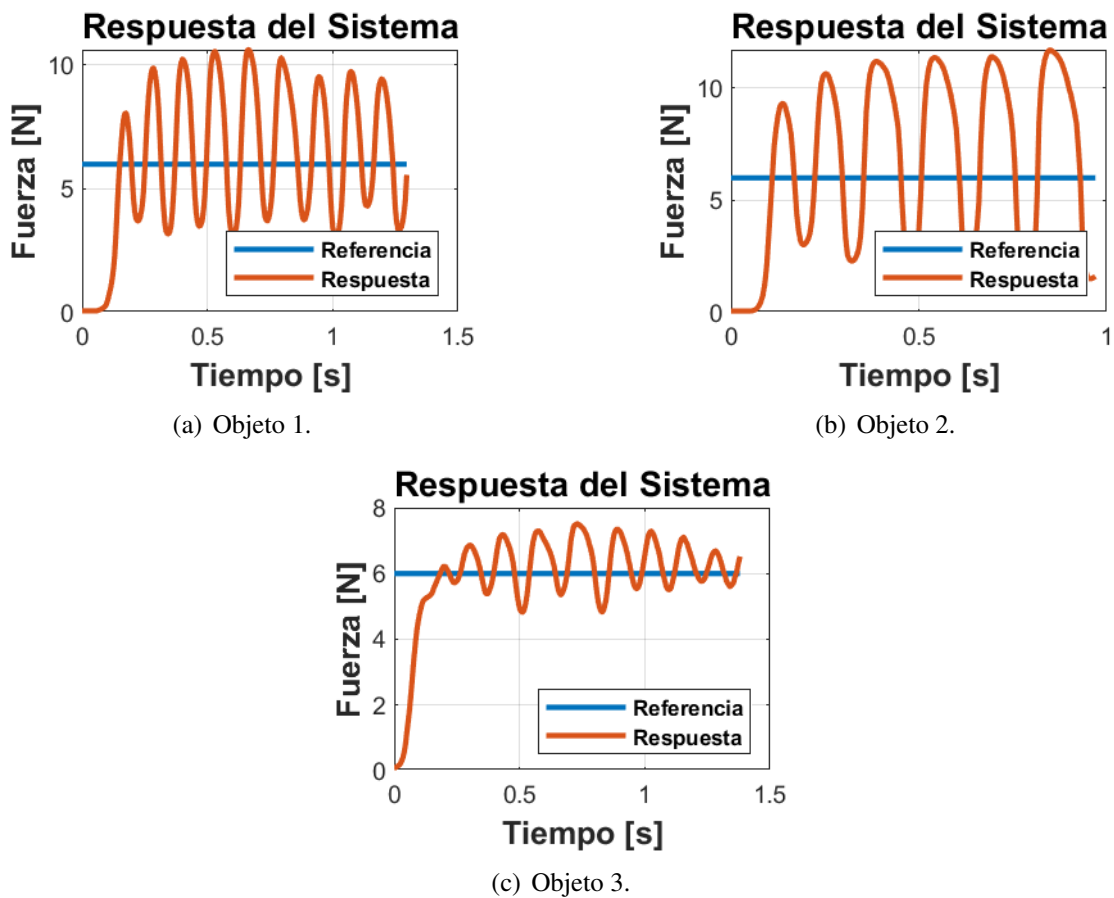 Respuesta del Sistema
Fuerza [N]
10
5
0
0
0.5
1
1.5
Referencia
Respuesta
Tiempo [s]
(a) Objeto 1.
Respuesta del Sistema
Fuerza [N]
10
5
0
0
0.5
1
Referencia
Respuesta
Tiempo [s]
(b) Objeto 2.
Respuesta del Sistema
Fuerza [N]
8
6
4
2
0
0
0.5
1
1.5
Referencia
Respuesta
Tiempo [s]
(c) Objeto 3.